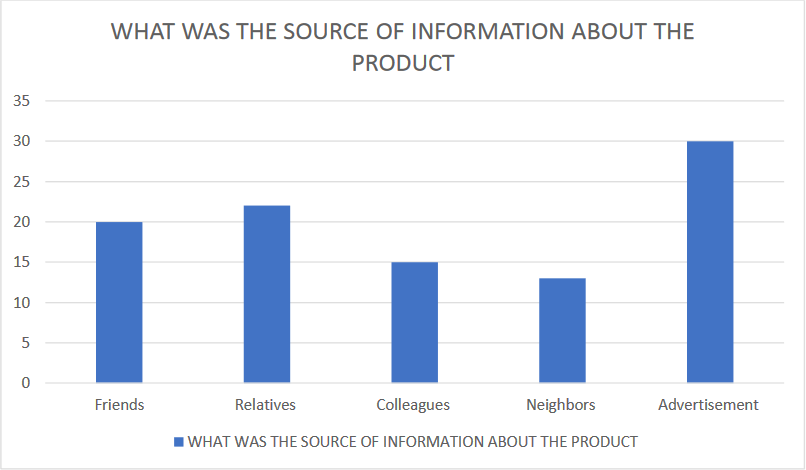 WHAT WAS THE SOURCE OF INFORMATION ABOUT THE
PRODUCT
35
30
25
20
15
10
5
0
Friends
Relatives
Colleagues
Neighbors
Advertisement
WHAT WAS THE SOURCE OF INFORMATION ABOUT THE PRODUCT